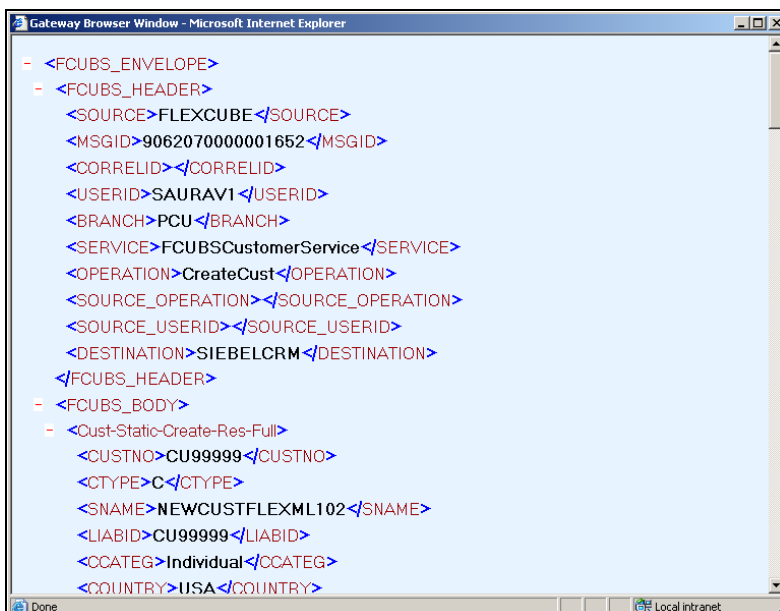 Gateway Browser Window - Microsoft Internet Explorer
- <FCUBS_ENVELOPE>
- <FCUBS_HEADER>
<SOURCE>FLEXCUBE</SOURCE>
<MSGID>9062070000001652</MSGID>
<CORRELID></CORRELID>
<USERID>SAURAV1</USERID>
<BRANCH>PCU</BRANCH>
<SERVICE>FCUBSCustomerService</SERVICE>
<OPERATION>CreateCust</OPERATION>
<SOURCE_OPERATION></SOURCE_OPERATION>
<SOURCE_USERID></SOURCE_USERID>
<DESTINATION>SIEBELCRM</DESTINATION>
</FCUBS_HEADER>
- <FCUBS_BODY>
- <Cust-Static-Create-Res-Full>
<CUSTNO>CU99999</CUSTNO>
<CTYPE>C</CTYPE>
<SNAME>NEWCUSTFLEXML102</SNAME>
<LIABID>CU99999</LIABID>
<CCATEG>Individual</CCATEG>
<COUNTRY>USA</COUNTRY>
Done Local intranet